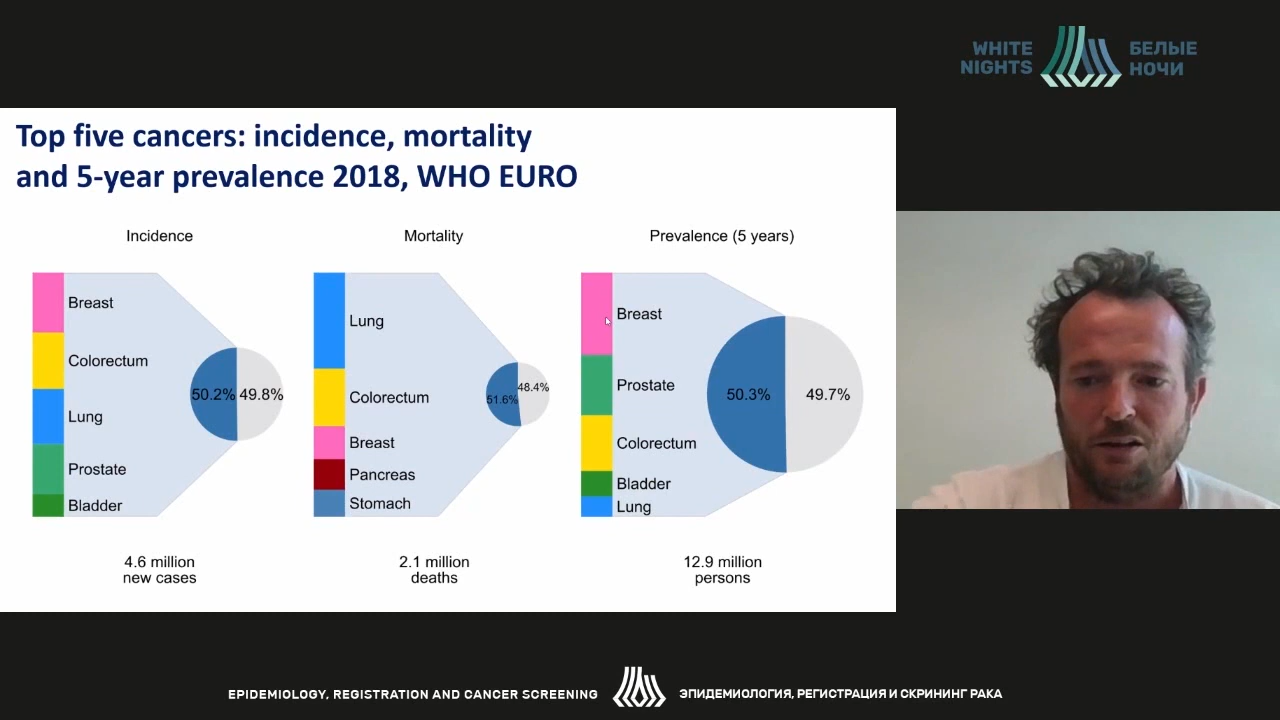 WHITE
NIGHTS
БЕЛЫЕ
НОЧИ
Top five cancers: incidence, mortality
and 5-year prevalence 2018, WHO EURO
Incidence
Breast
Colorectum
Lung
Prostate
Bladder
50.2%
49.8%
4.6 million
new cases
Mortality
Lung
Colorectum
Breast
Pancreas
Stomach
48.4%
51.6%
2.1 million
deaths
Prevalence (5 years)
Breast
Prostate
Colorectum
Bladder
Lung
50.3%
49.7%
12.9 million
persons
EPIDEMIOLOGY, REGISTRATION AND CANCER SCREENING
ЭПИДЕМИОЛОГИЯ, РЕГИСТРАЦИЯ И СКРИНИНГ РАКА